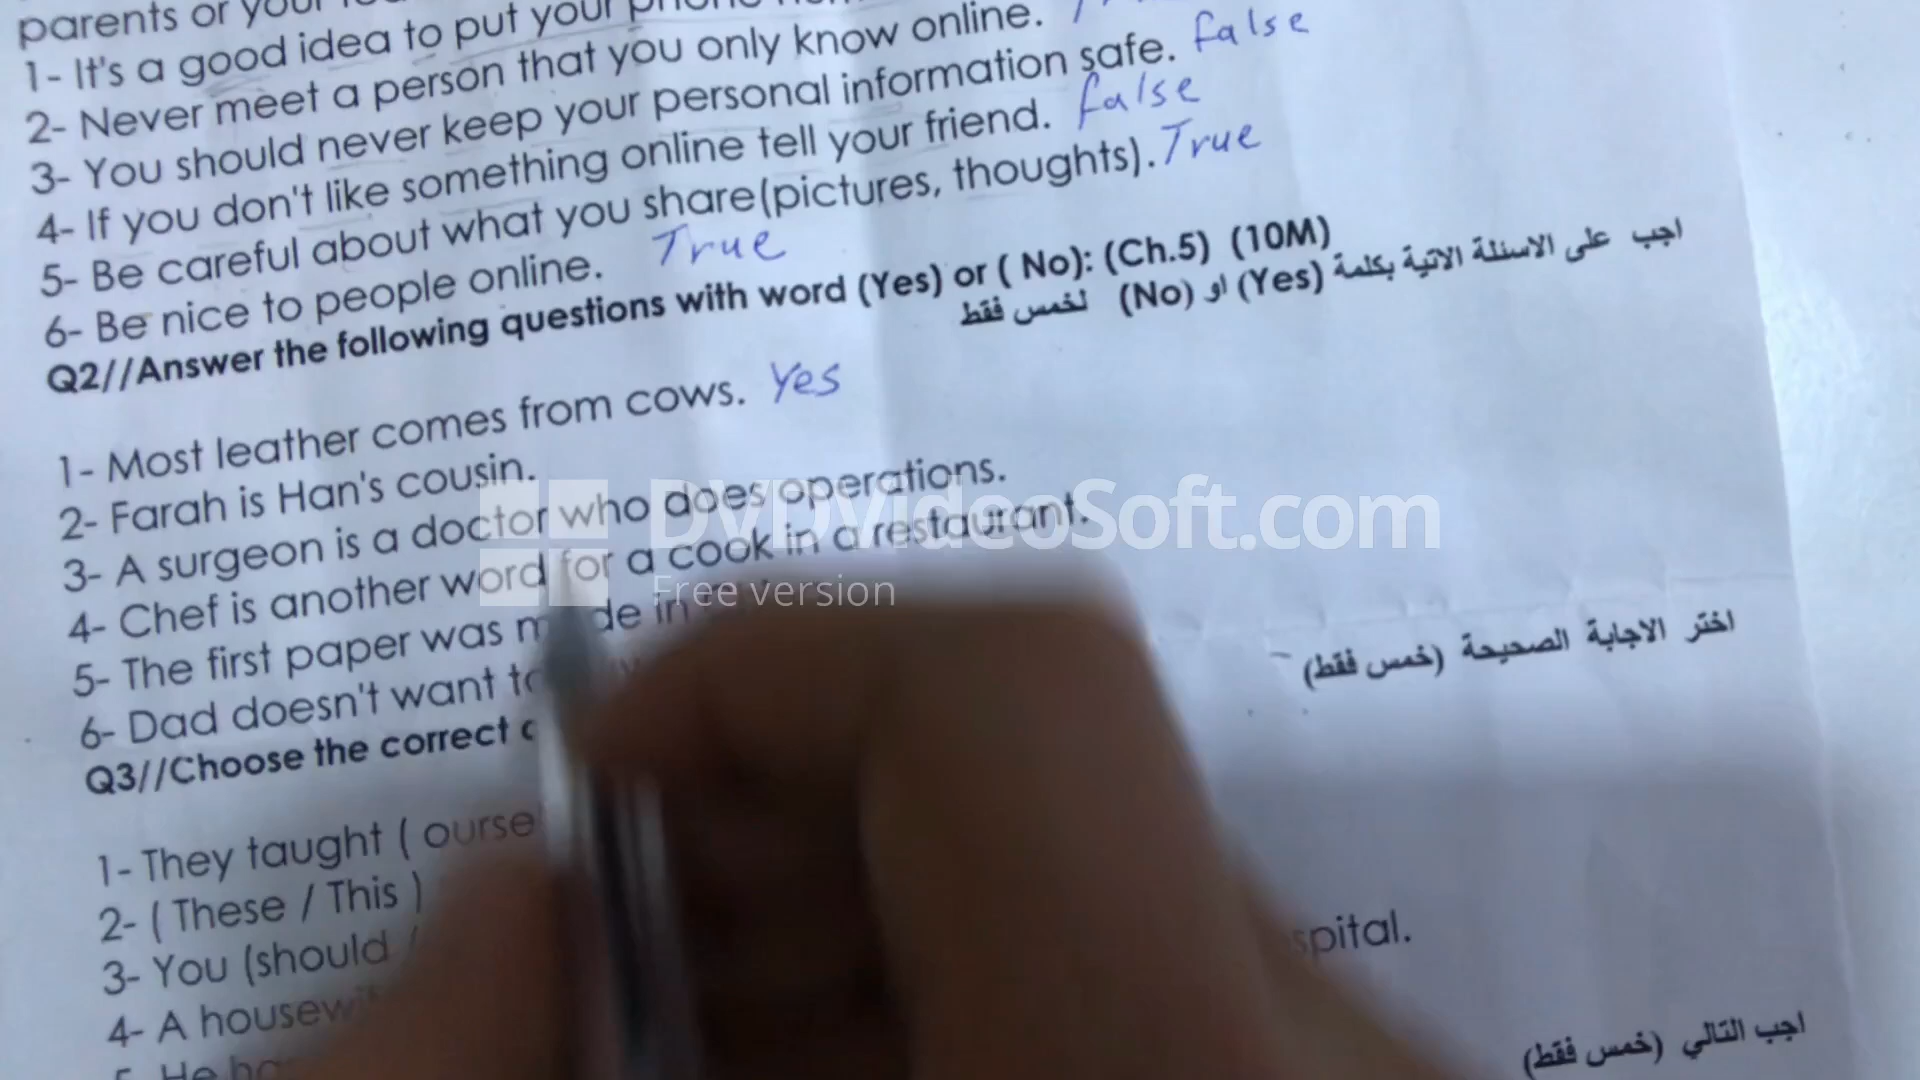 parents or your
1- It's a good idea to put your phone
2- Never meet a person that you only know online.
3- You should never keep your personal information safe. false
4- If you don't like something online tell your friend. false
5- Be careful about what you share(pictures, thoughts). True
6- Be nice to people online. True
Q2//Answer the following questions with word (Yes) or ( No): (Ch.5) (10M)
اجب على الاسئلة الاتية بكلمة (Yes) او (No) لخمس فقط
1- Most leather comes from cows. Yes
2- Farah is Han's cousin.
3- A surgeon is a doctor who does operations.
4- Chef is another word for a cook in a restaurant.
5- The first paper was made in
6- Dad doesn't want
Q3//Choose the correct
اختر الاجابة الصحيحة (خمس فقط)
1- They taught (
2- ( These / This )
3- You (should / spital.
4- A
5- He
اجب التالي (خمس فقط)
DVDVideoSoft.com
Free version